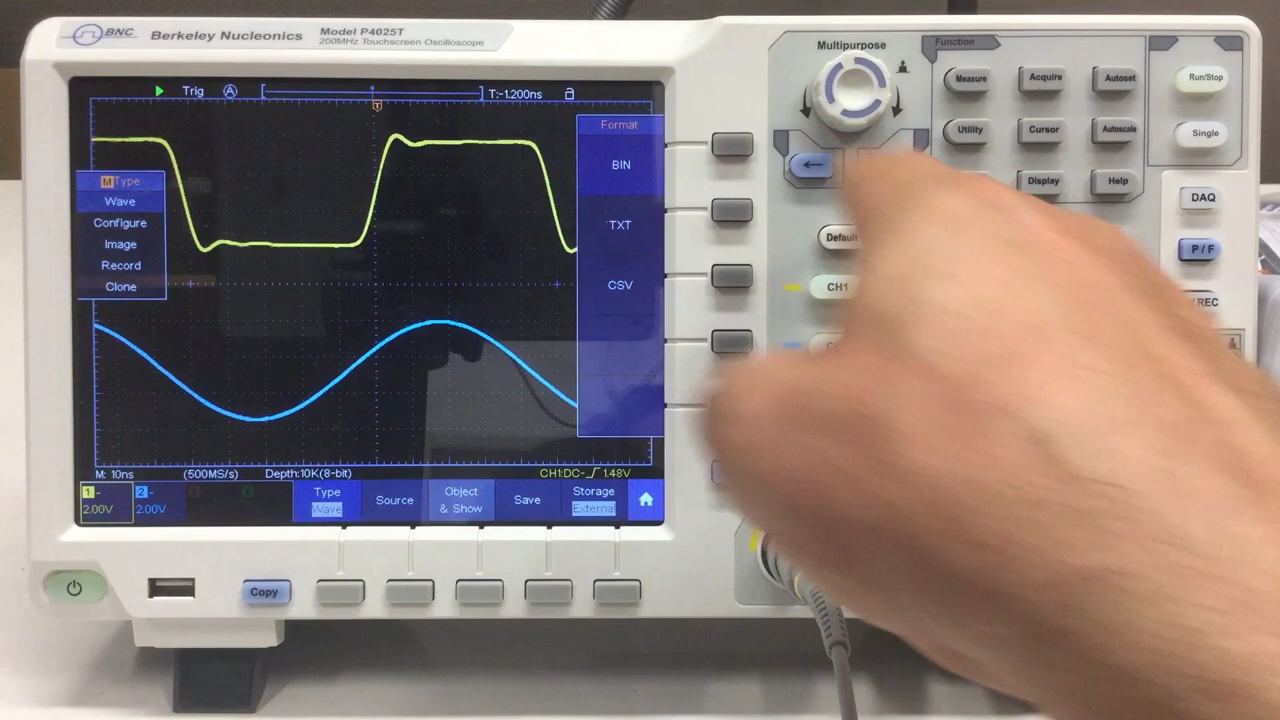 BNC Berkeley Nucleonics Model P4025T
200MHz Touchscreen Oscilloscope
Trig A T:-1.200ns
T
M Type
Wave
Configure
Image
Record
Clone
Format
BIN
TXT
CSV
M: 10ns (500MS/s) Depth:10K(8-bit) CH1:DC- 1.48V
1 2.00V
2 2.00V
Type
Wave
Source
Object
& Show
Save
Storage
External
Copy
Multipurpose
Function
Measure Acquire Autoset
Utility Cursor Autoscale
Display Help
Run/Stop
Single
Default
CH1
DAQ
P / F
/REC